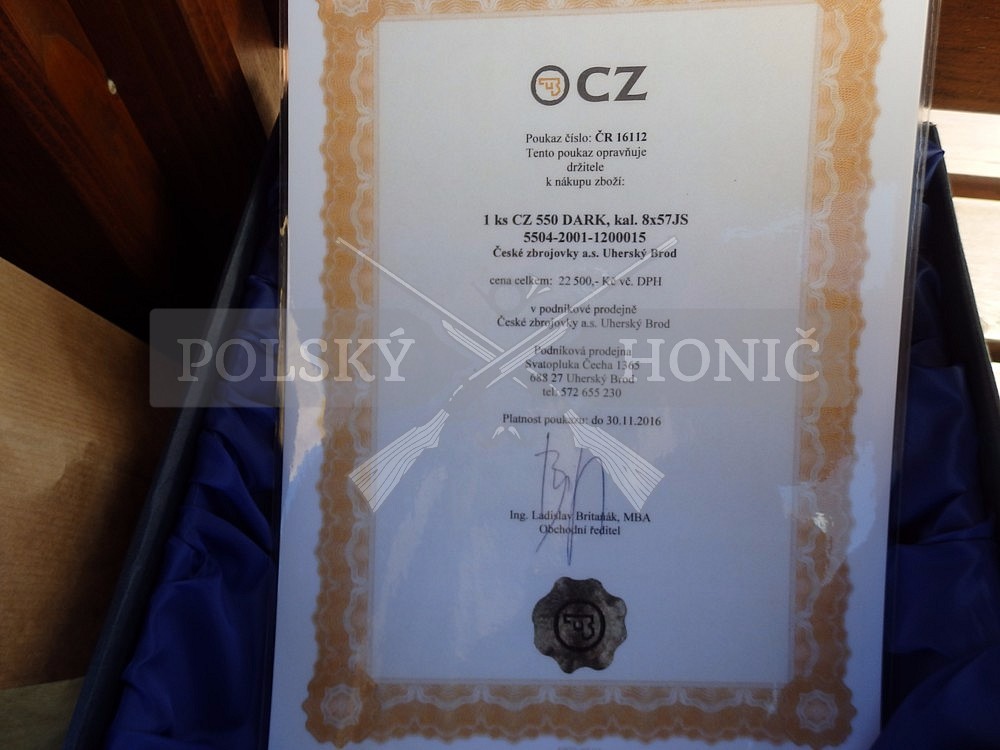 CZ
Poukaz číslo: ČR 16112
Tento poukaz opravňuje
držitele
k nákupu zboží:
1 ks CZ 550 DARK, kal. 8x57JS
5504-2001-1200015
České zbrojovky a.s. Uherský Brod
cena celkem: 22 500,- Kč vč. DPH
v podnikové prodejně
České zbrojovky a.s. Uherský Brod
POLSKÝ HONIČ
Podniková prodejna
Svatopluka Čecha 1365
688 27 Uherský Brod
tel: 572 655 230
Platnost poukazu: do 30.11.2016
Ing. Ladislav Britaňák, MBA
Obchodní ředitel